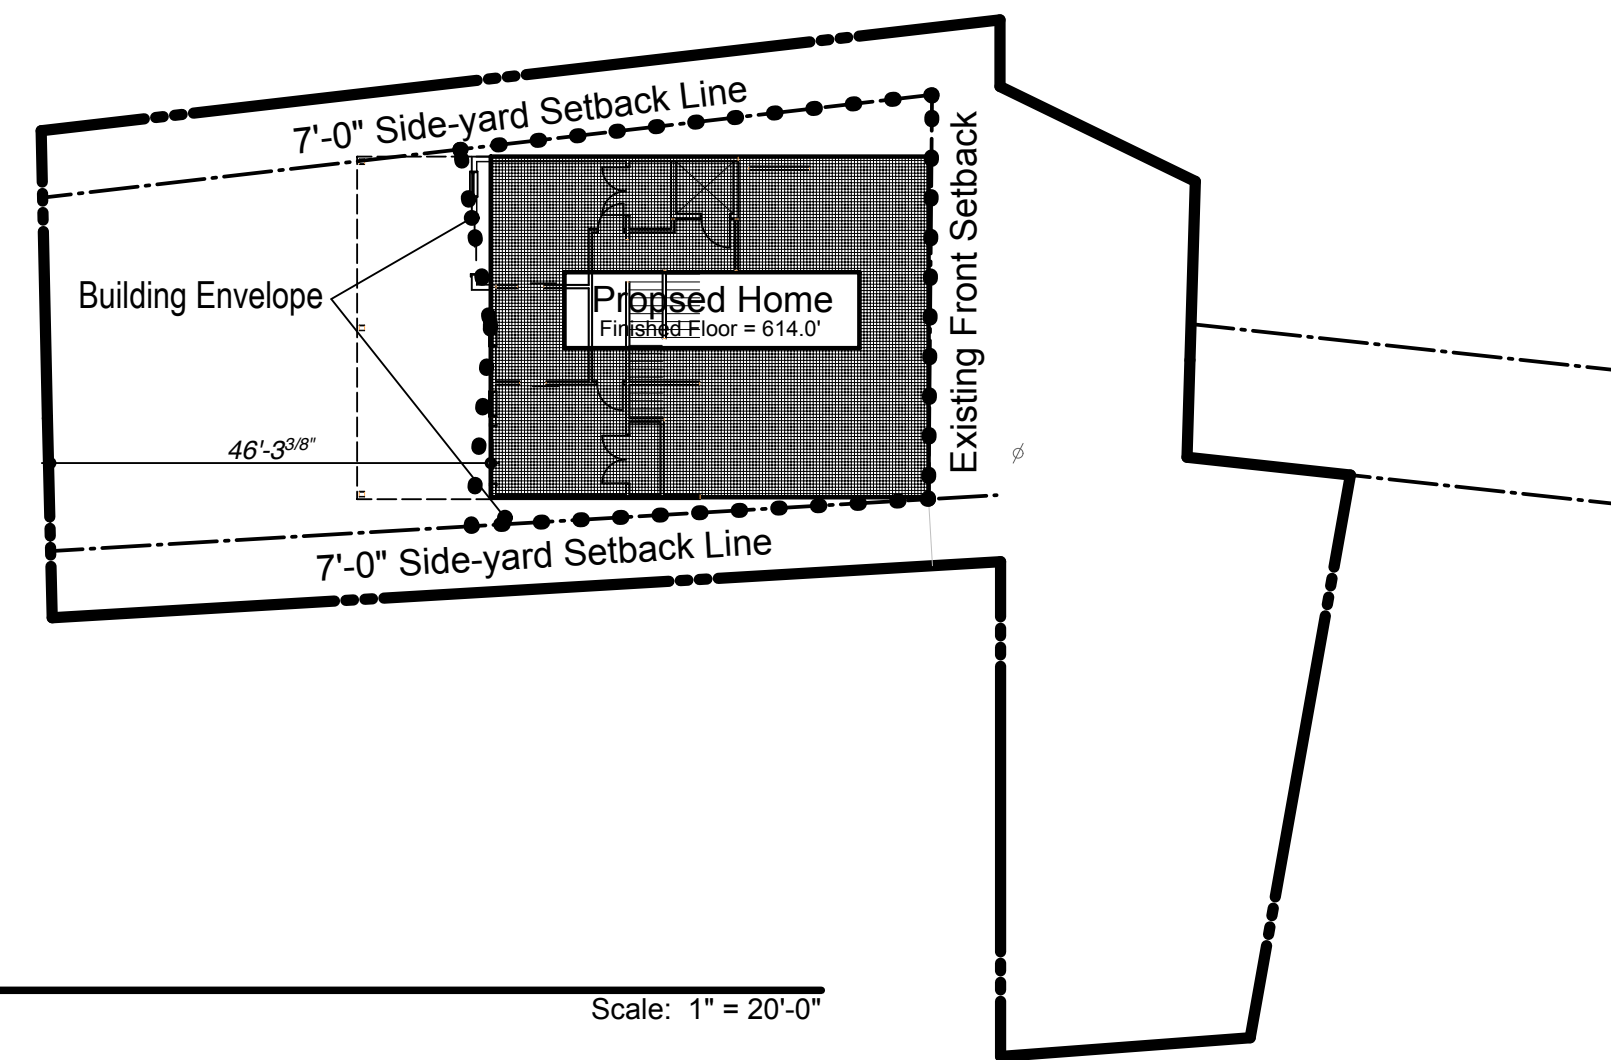 7'-0" Side-yard Setback Line
Existing Front Setback
Building Envelope
Propsed Home
Finished Floor = 614.0'
46'-3 3/8"
7'-0" Side-yard Setback Line
Scale: 1" = 20'-0"